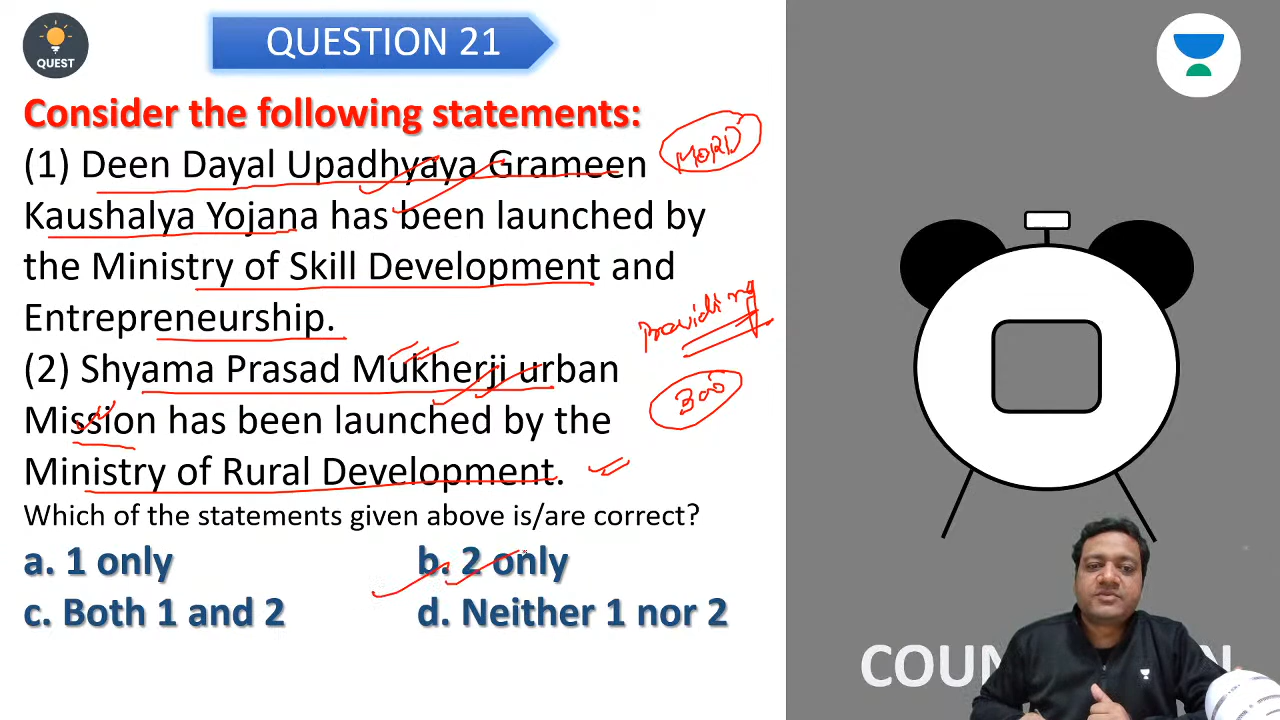 QUEST
QUESTION 21
Consider the following statements:
(1) Deen Dayal Upadhyaya Grameen
Kaushalya Yojana has been launched by
the Ministry of Skill Development and
Entrepreneurship.
(2) Shyama Prasad Mukherji urban
Mission has been launched by the
Ministry of Rural Development.
Which of the statements given above is/are correct?
a. 1 only
b. 2 only
c. Both 1 and 2
d. Neither 1 nor 2
MORD
Providing
300
COUN
N